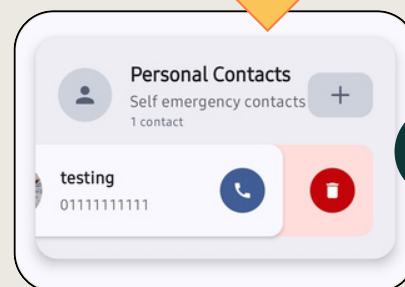 Personal Contacts
Self emergency contacts
1 contact
testing
01111111111